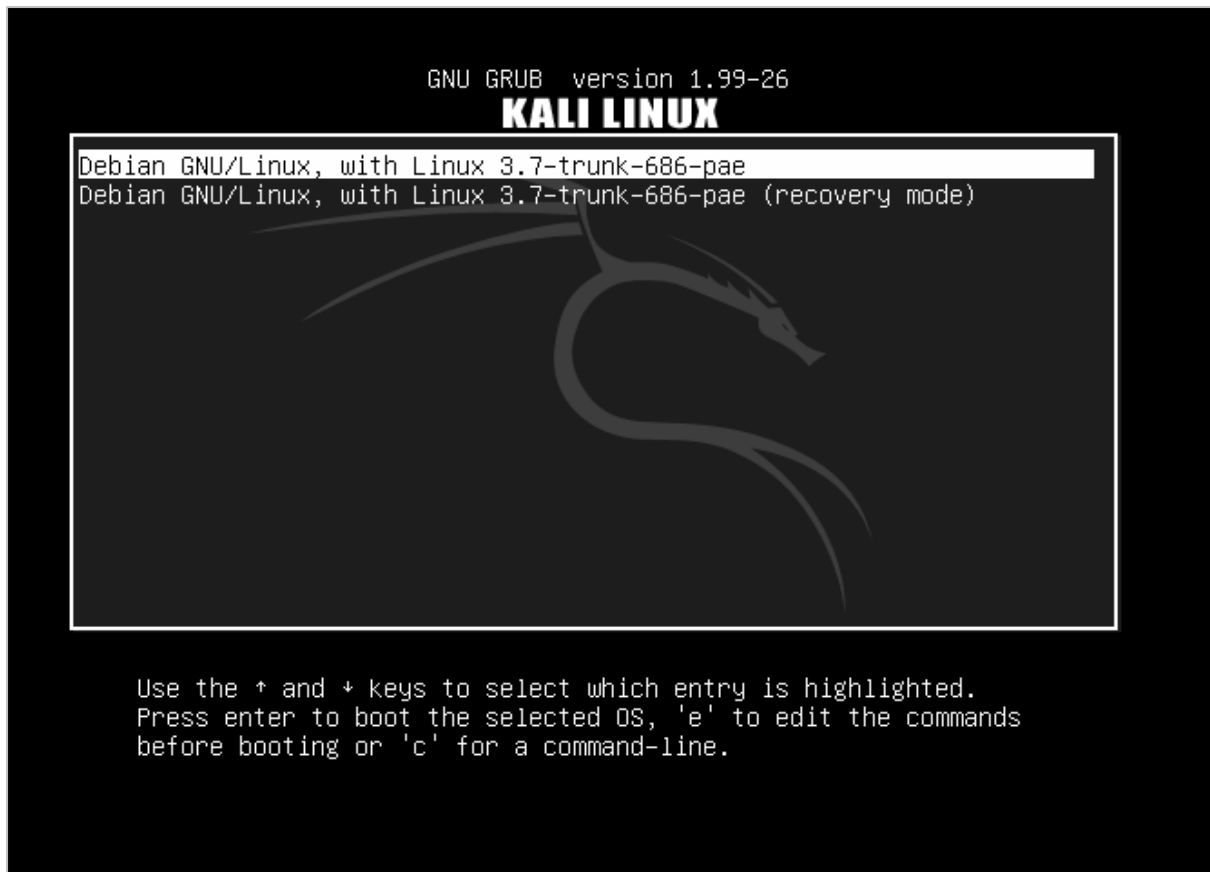 GNU GRUB  version 1.99-26
KALI LINUX
Debian GNU/Linux, with Linux 3.7-trunk-686-pae
Debian GNU/Linux, with Linux 3.7-trunk-686-pae (recovery mode)
Use the ↑ and ↓ keys to select which entry is highlighted.
Press enter to boot the selected OS, 'e' to edit the commands
before booting or 'c' for a command-line.